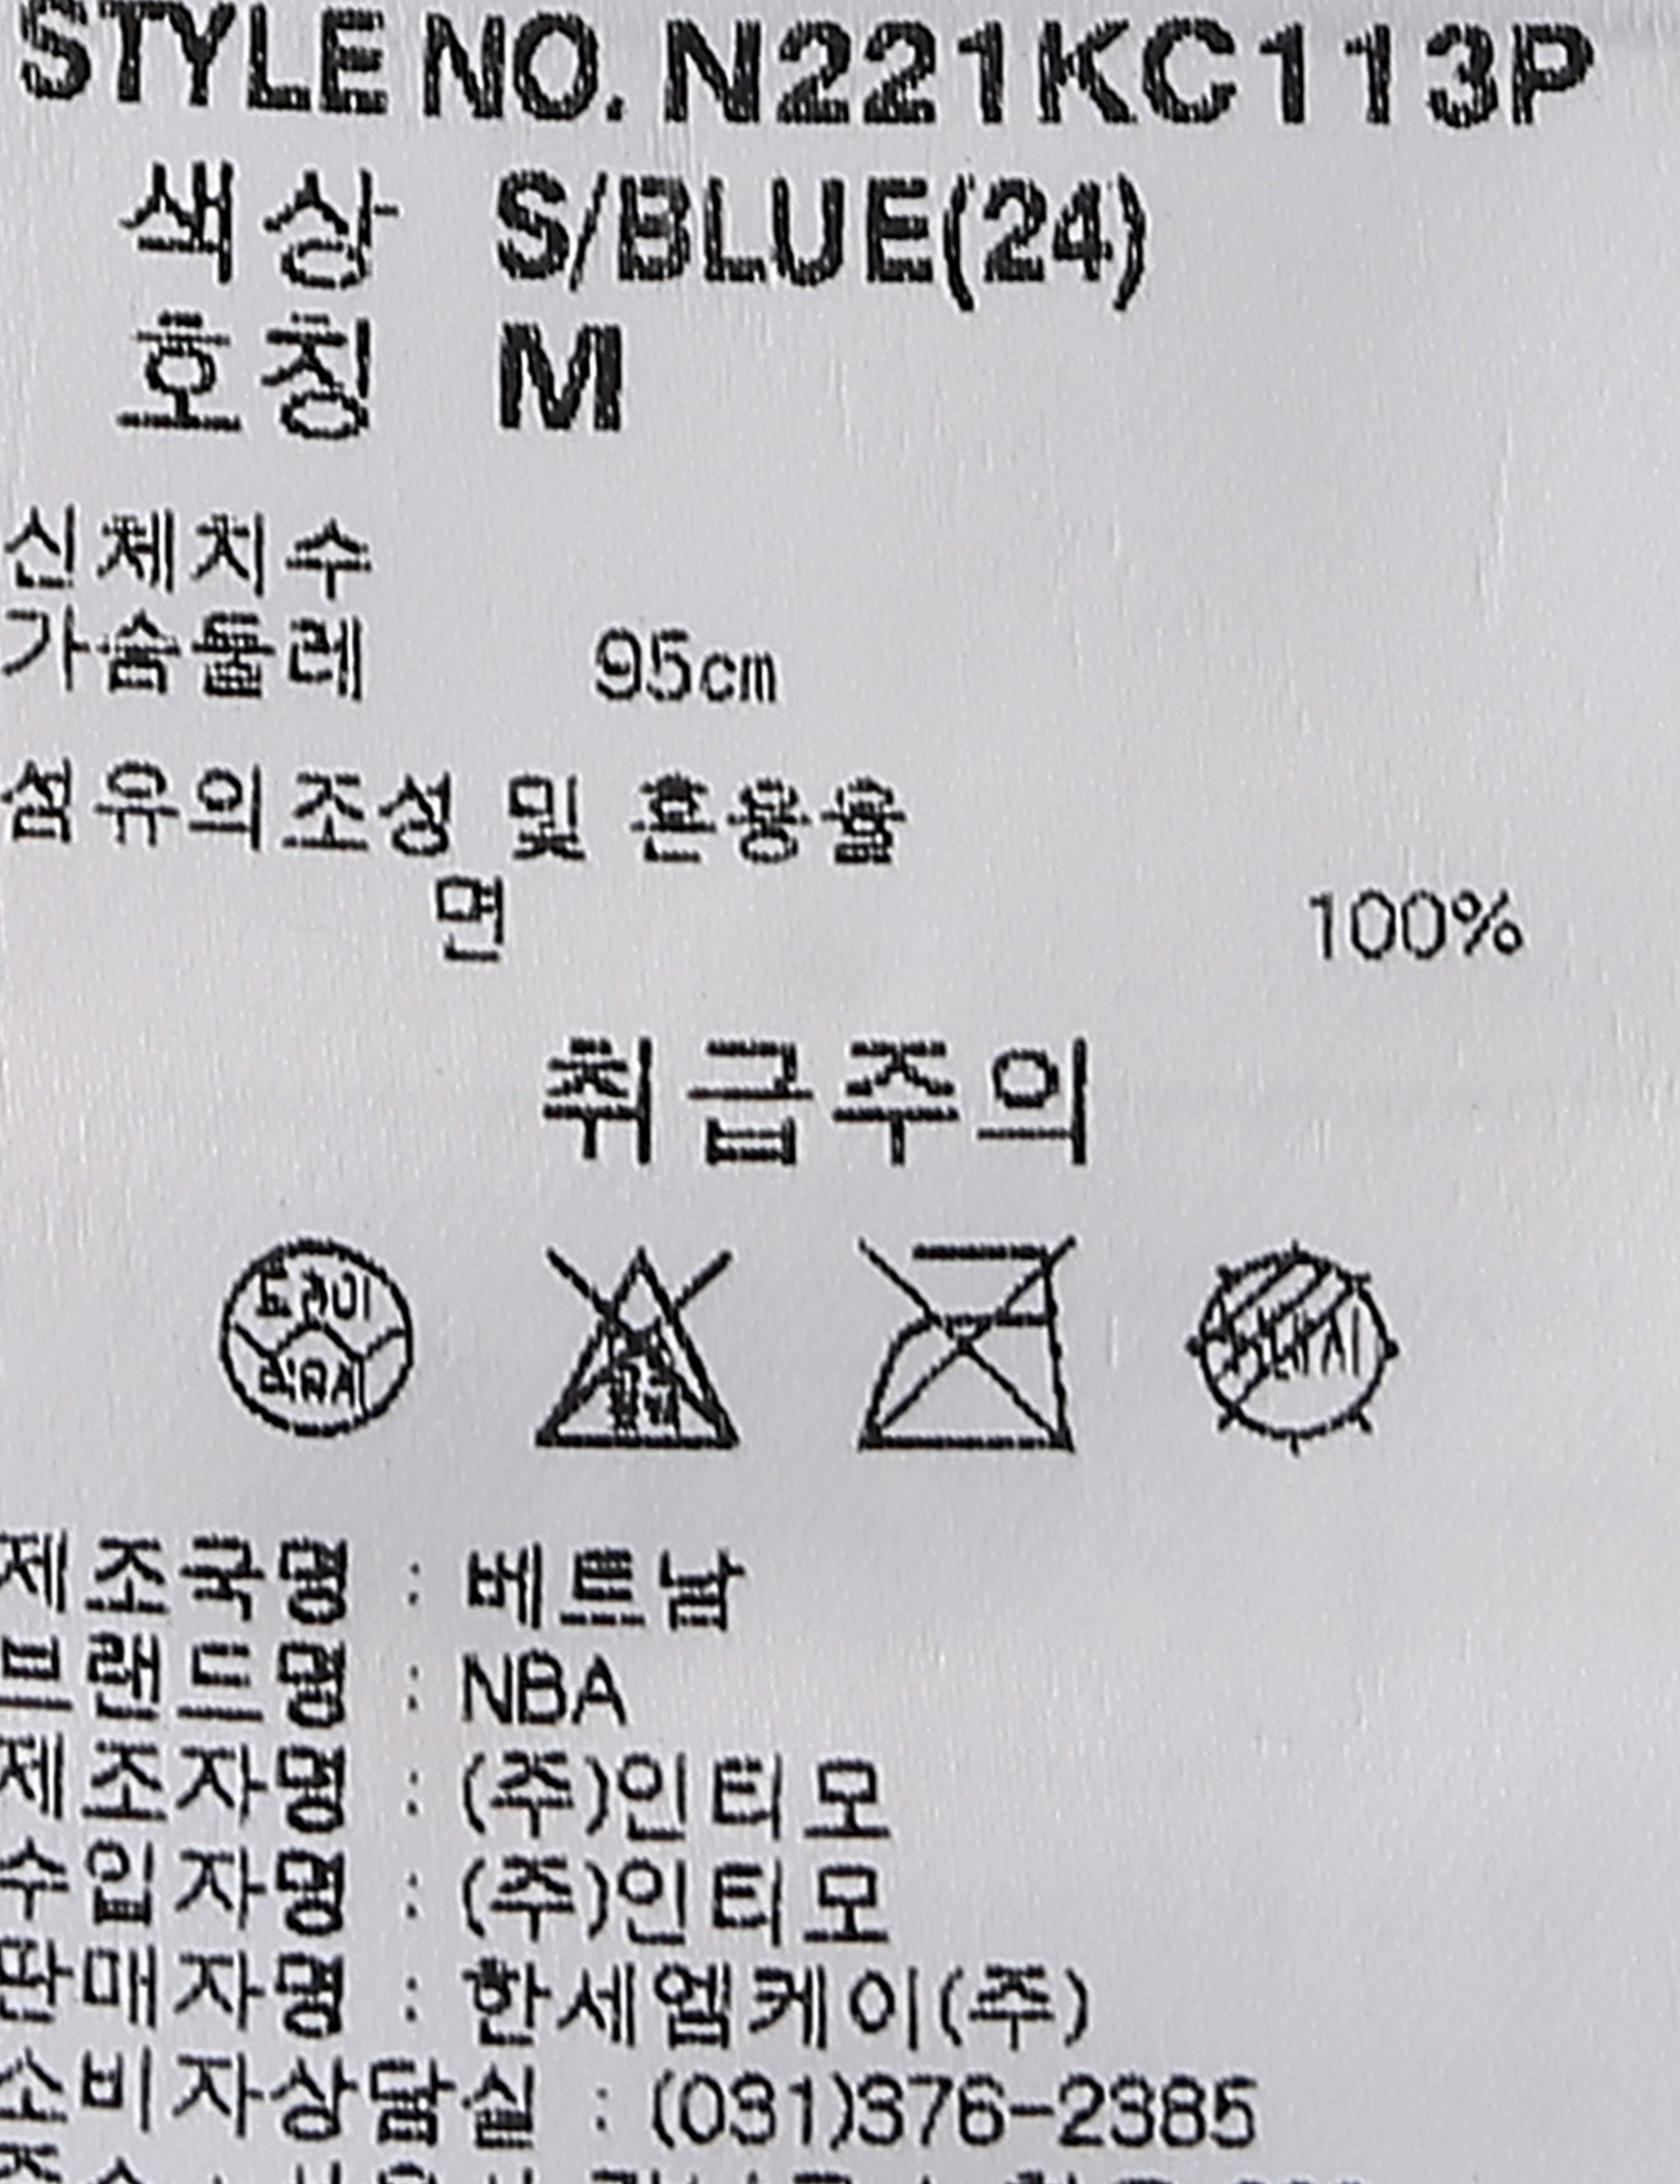 STYLE NO. N221KC113P
색상 S/BLUE(24)
호칭 M
신체치수
가슴둘레 95cm
섬유의조성 및 혼용율
면 100%
취급주의
드라이
제조국명 : 베트남
브랜드명 : NBA
제조자명 : (주)인터모
수입자명 : (주)인터모
판매자명 : 한세엠케이(주)
소비자상담실 : (031)376-2385